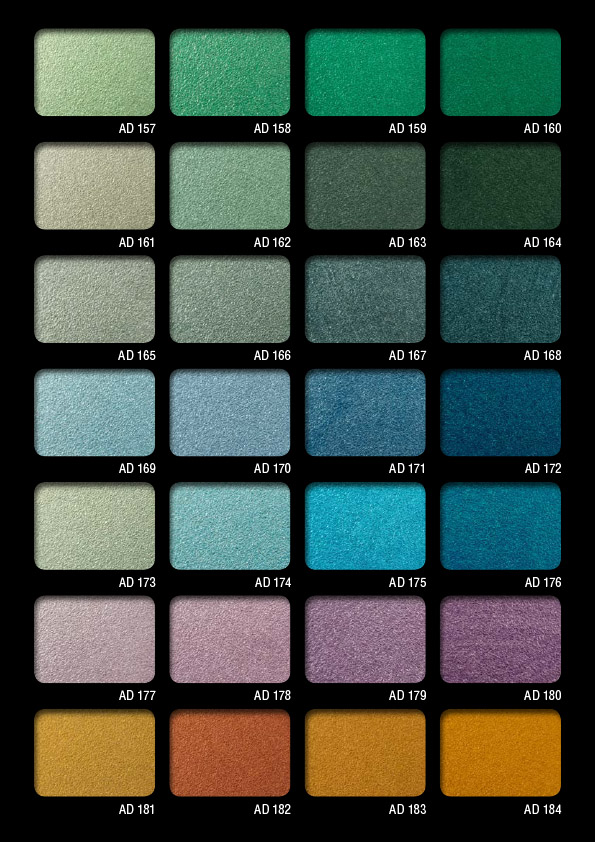 AD 157 AD 158 AD 159 AD 160
AD 161 AD 162 AD 163 AD 164
AD 165 AD 166 AD 167 AD 168
AD 169 AD 170 AD 171 AD 172
AD 173 AD 174 AD 175 AD 176
AD 177 AD 178 AD 179 AD 180
AD 181 AD 182 AD 183 AD 184